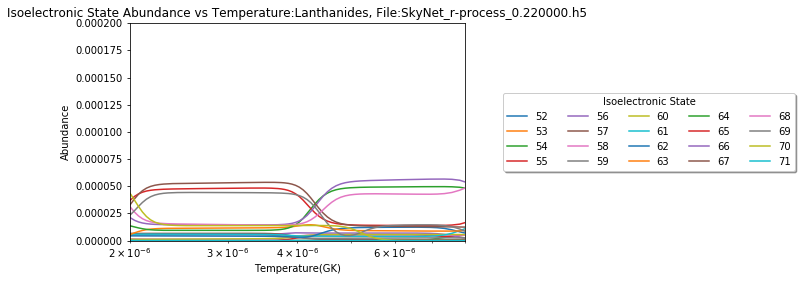 Isoelectronic State Abundance vs Temperature:Lanthanides, File:SkyNet_r-process_0.220000.h5
0.000200
0.000175
0.000150
0.000125
0.000100
0.000075
0.000050
0.000025
0.000000
Abundance
2 × 10⁻⁶ 3 × 10⁻⁶ 4 × 10⁻⁶ 6 × 10⁻⁶
Temperature(GK)
Isoelectronic State
52 56 60 64 68
53 57 61 65 69
54 58 62 66 70
55 59 63 67 71